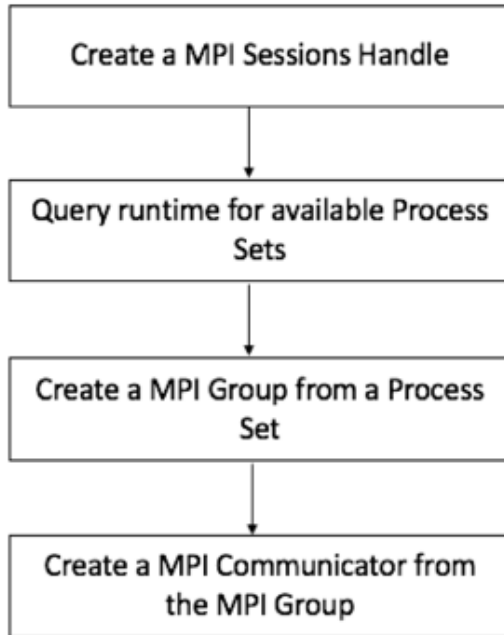 Create a MPI Sessions Handle
Query runtime for available Process
Sets
Create a MPI Group from a Process
Set
Create a MPI Communicator from
the MPI Group